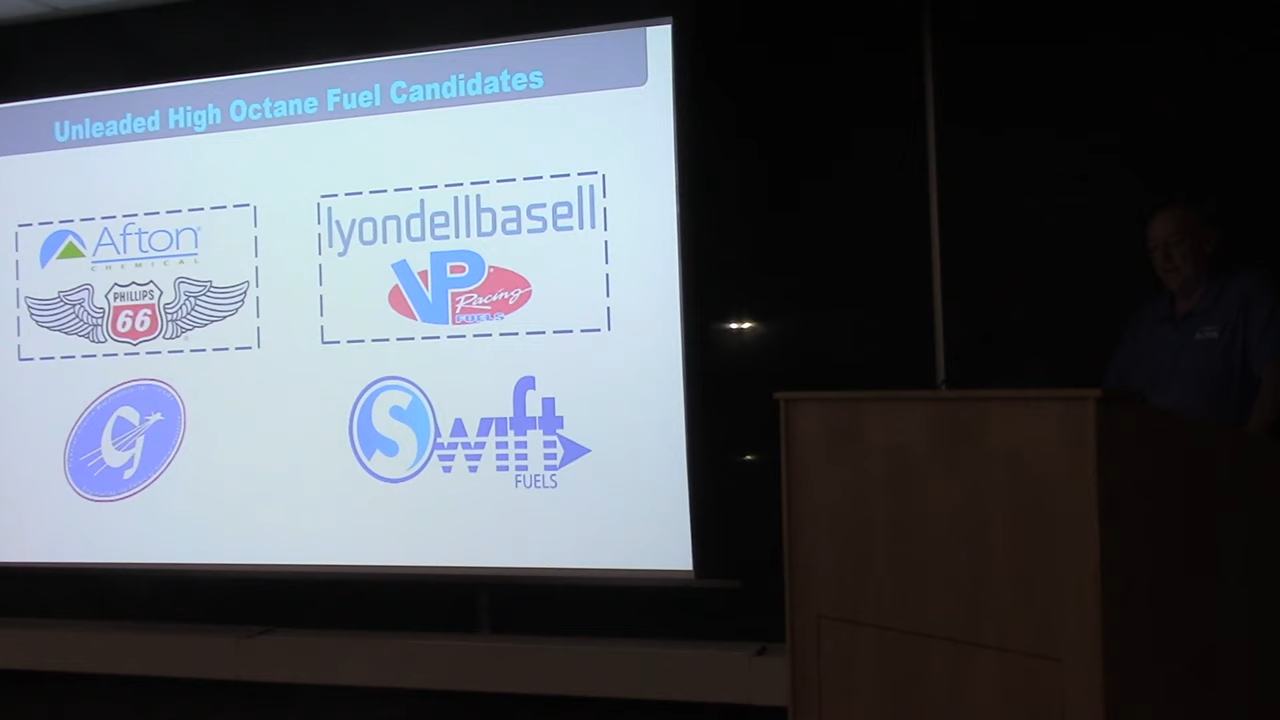 Unleaded High Octane Fuel Candidates
Afton
CHEMICAL
PHILLIPS
66
lyondellbasell
VP
Racing
FUELS
G
Swift
FUELS